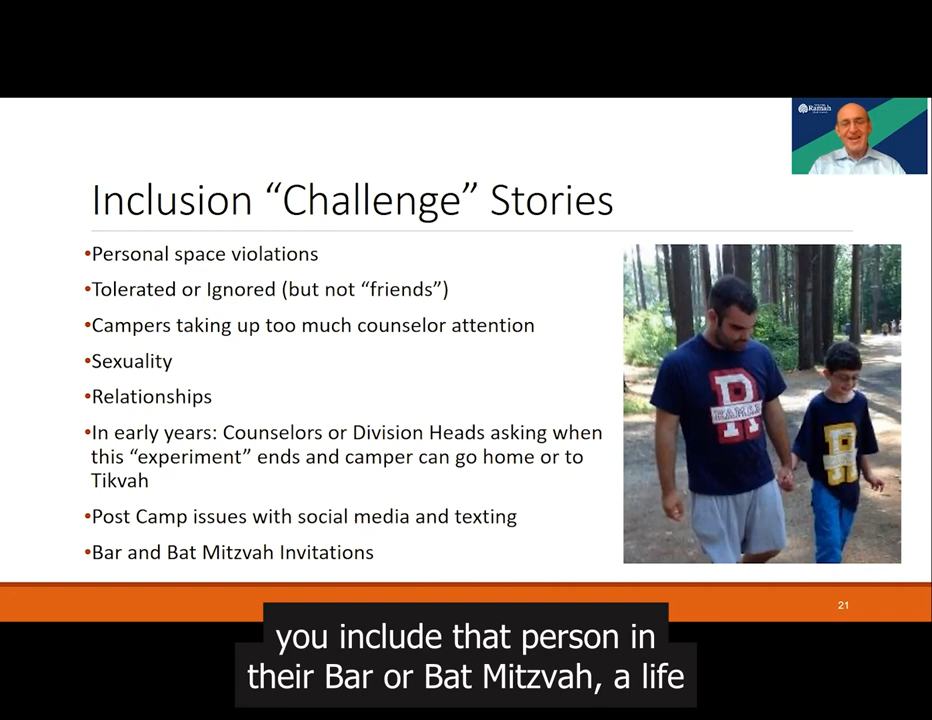 Ramah
Inclusion “Challenge” Stories
•Personal space violations
•Tolerated or Ignored (but not “friends”)
•Campers taking up too much counselor attention
•Sexuality
•Relationships
•In early years: Counselors or Division Heads asking when
this “experiment” ends and camper can go home or to
Tikvah
•Post Camp issues with social media and texting
•Bar and Bat Mitzvah Invitations
R
RAMAH
21
you include that person in
their Bar or Bat Mitzvah, a life